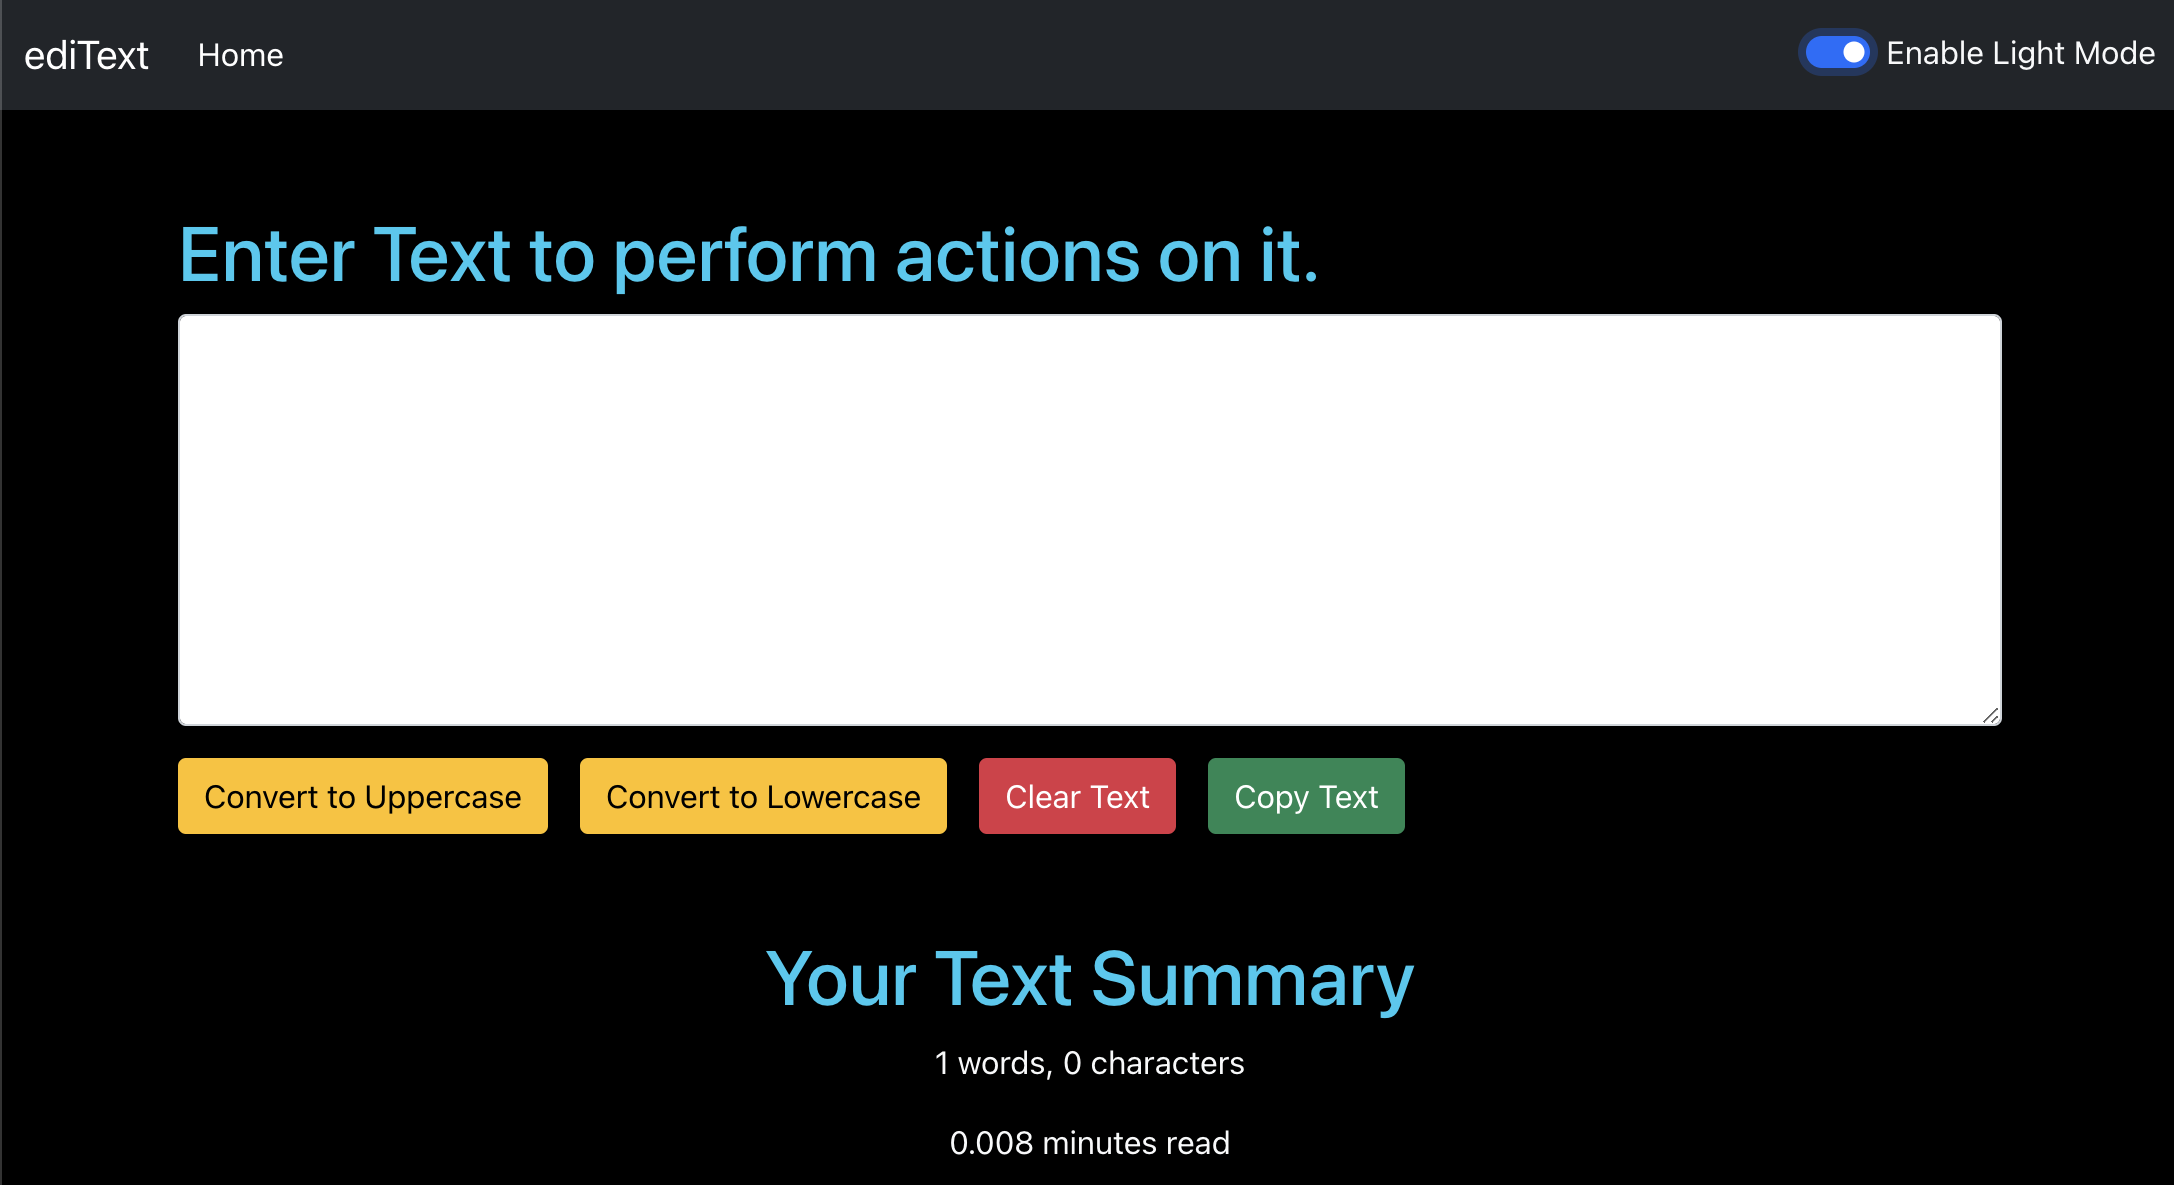 ediText Home Enable Light Mode
Enter Text to perform actions on it.
Convert to Uppercase Convert to Lowercase Clear Text Copy Text
Your Text Summary
1 words, 0 characters
0.008 minutes read